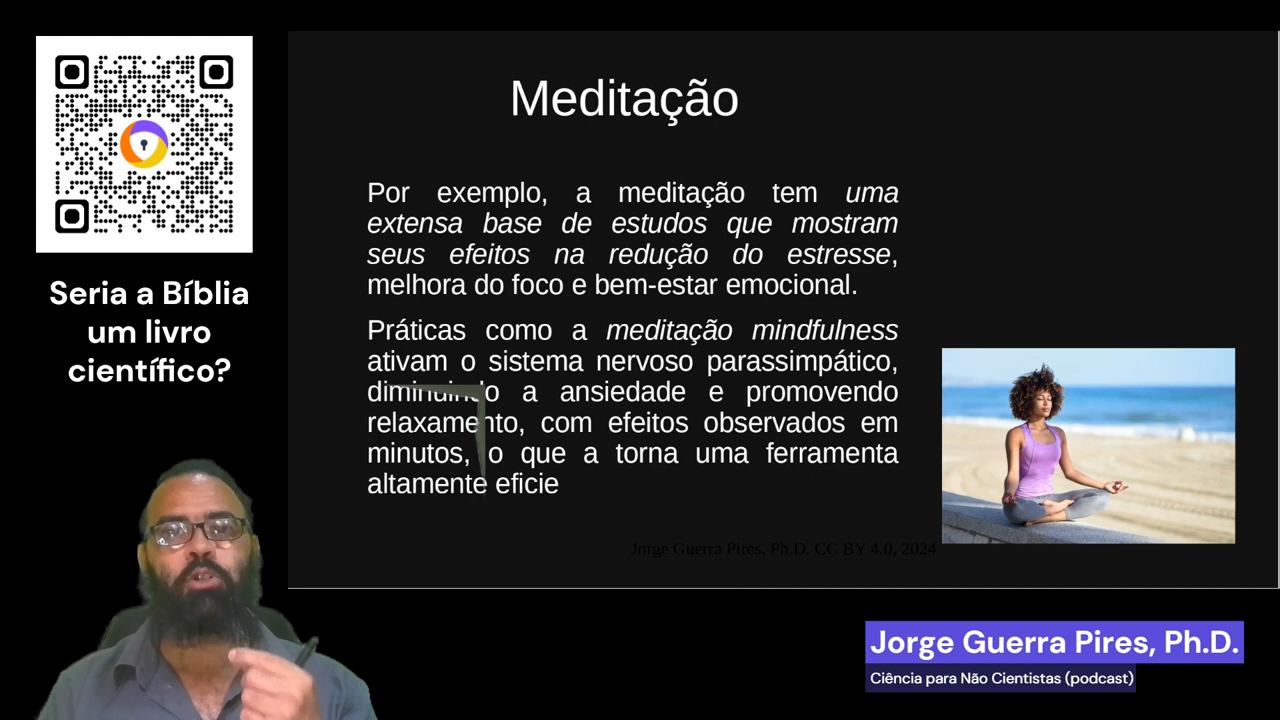 Seria a Bíblia
um livro
científico?
Meditação
Por exemplo, a meditação tem uma
extensa base de estudos que mostram
seus efeitos na redução do estresse,
melhora do foco e bem-estar emocional.
Práticas como a meditação mindfulness
ativam o sistema nervoso parassimpático,
diminuindo a ansiedade e promovendo
relaxamento, com efeitos observados em
minutos, o que a torna uma ferramenta
altamente eficie
Jorge Guerra Pires, Ph.D. CC BY 4.0, 2024
Jorge Guerra Pires, Ph.D.
Ciência para Não Cientistas (podcast)